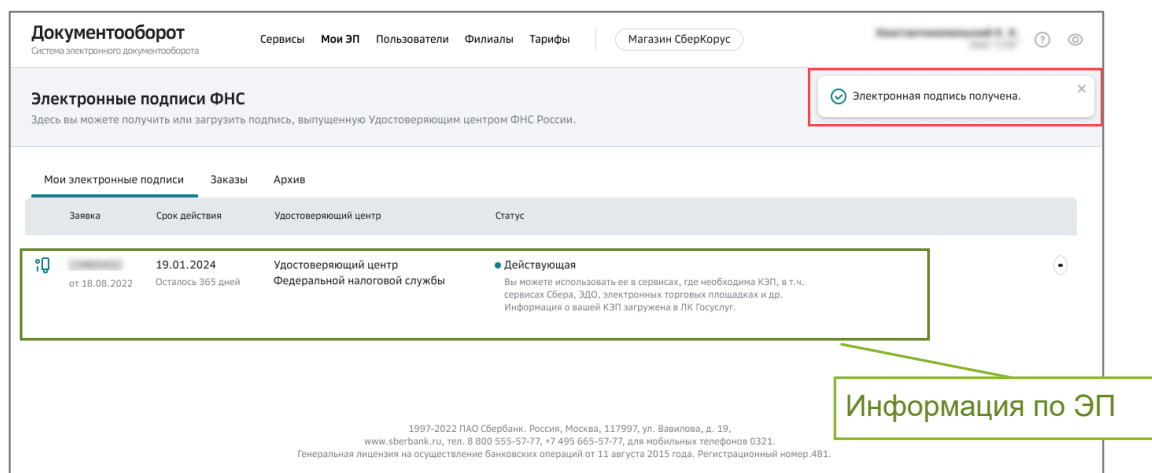 Документооборот
Система электронного документооборота
Сервисы Мои ЭП Пользователи Филиалы Тарифы Магазин СберКорус
Электронные подписи ФНС
Здесь вы можете получить или загрузить подпись, выпущенную Удостоверяющим центром ФНС России.
Электронная подпись получена.
Мои электронные подписи Заказы Архив
Заявка Срок действия Удостоверяющий центр Статус
19.01.2024 Удостоверяющий центр Действующая
от 18.08.2022 Осталось 365 дней Федеральной налоговой службы
Вы можете использовать ее в сервисах, где необходима КЭП, в т.ч.
сервисах Сбера, ЭДО, электронных торговых площадках и др.
Информация о вашей КЭП загружена в ЛК Госуслуг.
Информация по ЭП
1997-2022 ПАО Сбербанк. Россия, Москва, 117997, ул. Вавилова, д. 19,
www.sberbank.ru, тел. 8 800 555-57-77, +7 495 665-57-77, для мобильных телефонов 0321.
Генеральная лицензия на осуществление банковских операций от 11 августа 2015 года. Регистрационный номер.481.